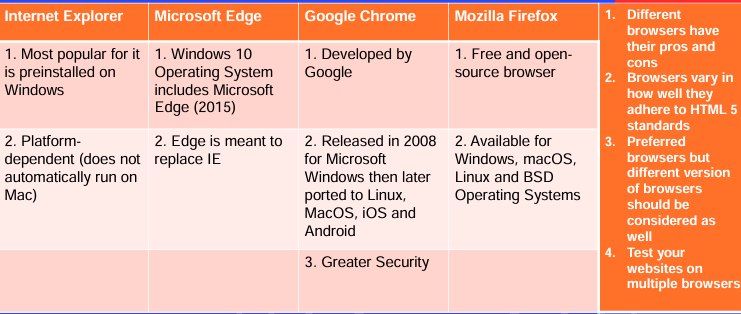 Internet Explorer
Microsoft Edge
Google Chrome
Mozilla Firefox
1. Most popular for it
is preinstalled on
Windows
1. Windows 10
Operating System
includes Microsoft
Edge (2015)
1. Developed by
Google
1. Free and open-
source browser
2. Platform-
dependent (does not
automatically run on
Mac)
2. Edge is meant to
replace IE
2. Released in 2008
for Microsoft
Windows then later
ported to Linux,
MacOS, iOS and
Android
2. Available for
Windows, macOS,
Linux and BSD
Operating Systems
3. Greater Security
1. Different
browsers have
their pros and
cons
2. Browsers vary in
how well they
adhere to HTML 5
standards
3. Preferred
browsers but
different version
of browsers
should be
considered as
well
4. Test your
websites on
multiple browsers